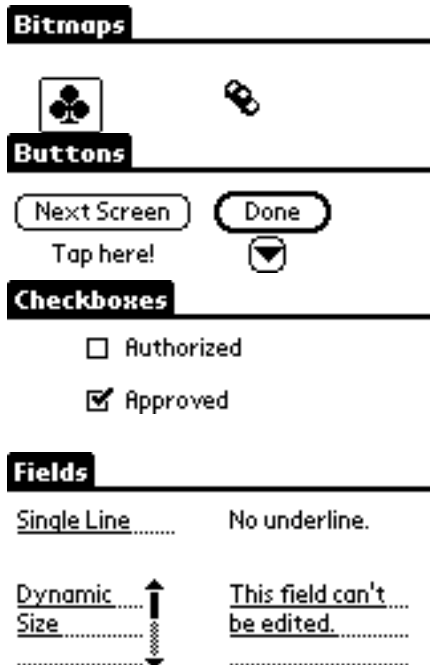 Bitmaps
Buttons
Next Screen Done
Tap here!
Checkboxes
Authorized
Approved
Fields
Single Line No underline.
Dynamic This field can't
Size be edited.